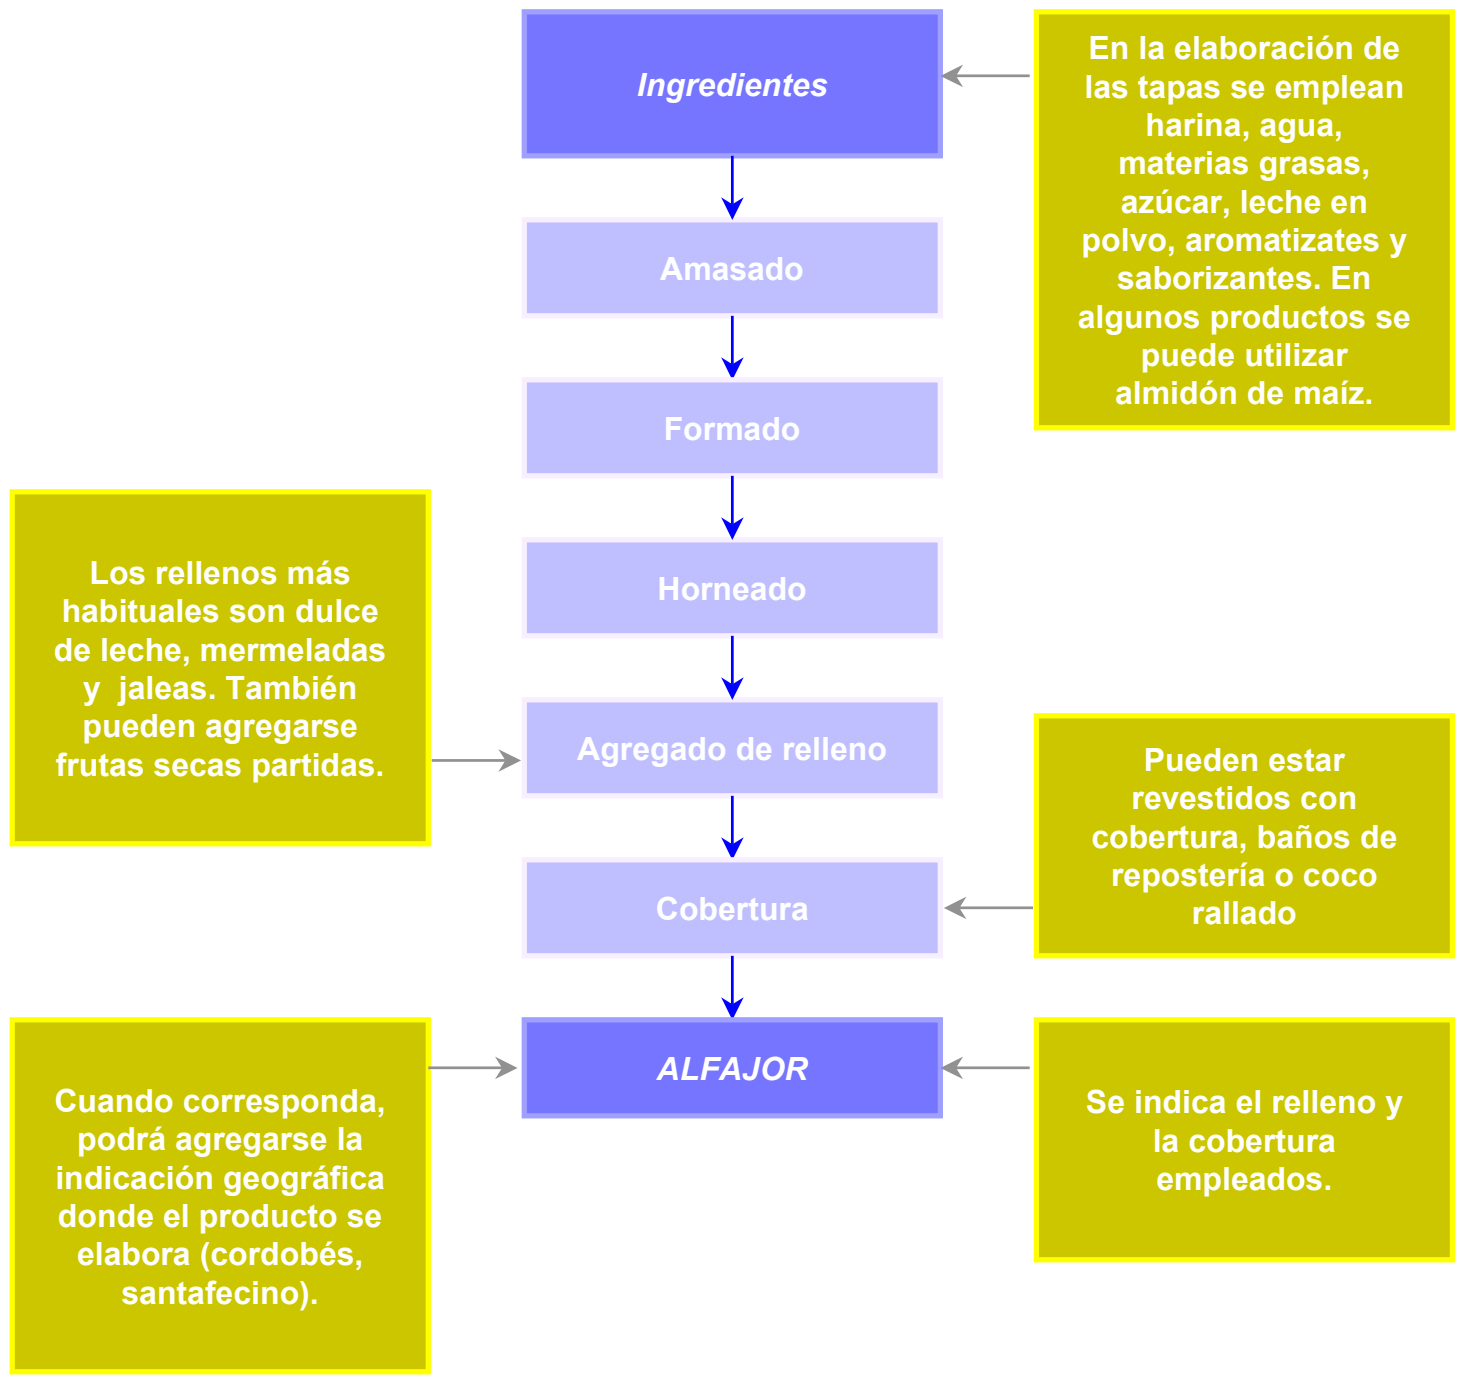 Ingredientes
En la elaboración de
las tapas se emplean
harina, agua,
materias grasas,
azúcar, leche en
polvo, aromatizates y
saborizantes. En
algunos productos se
puede utilizar
almidón de maíz.
Amasado
Formado
Horneado
Los rellenos más
habituales son dulce
de leche, mermeladas
y  jaleas. También
pueden agregarse
frutas secas partidas.
Agregado de relleno
Pueden estar
revestidos con
cobertura, baños de
repostería o coco
rallado
Cobertura
ALFAJOR
Cuando corresponda,
podrá agregarse la
indicación geográfica
donde el producto se
elabora (cordobés,
santafecino).
Se indica el relleno y
la cobertura
empleados.